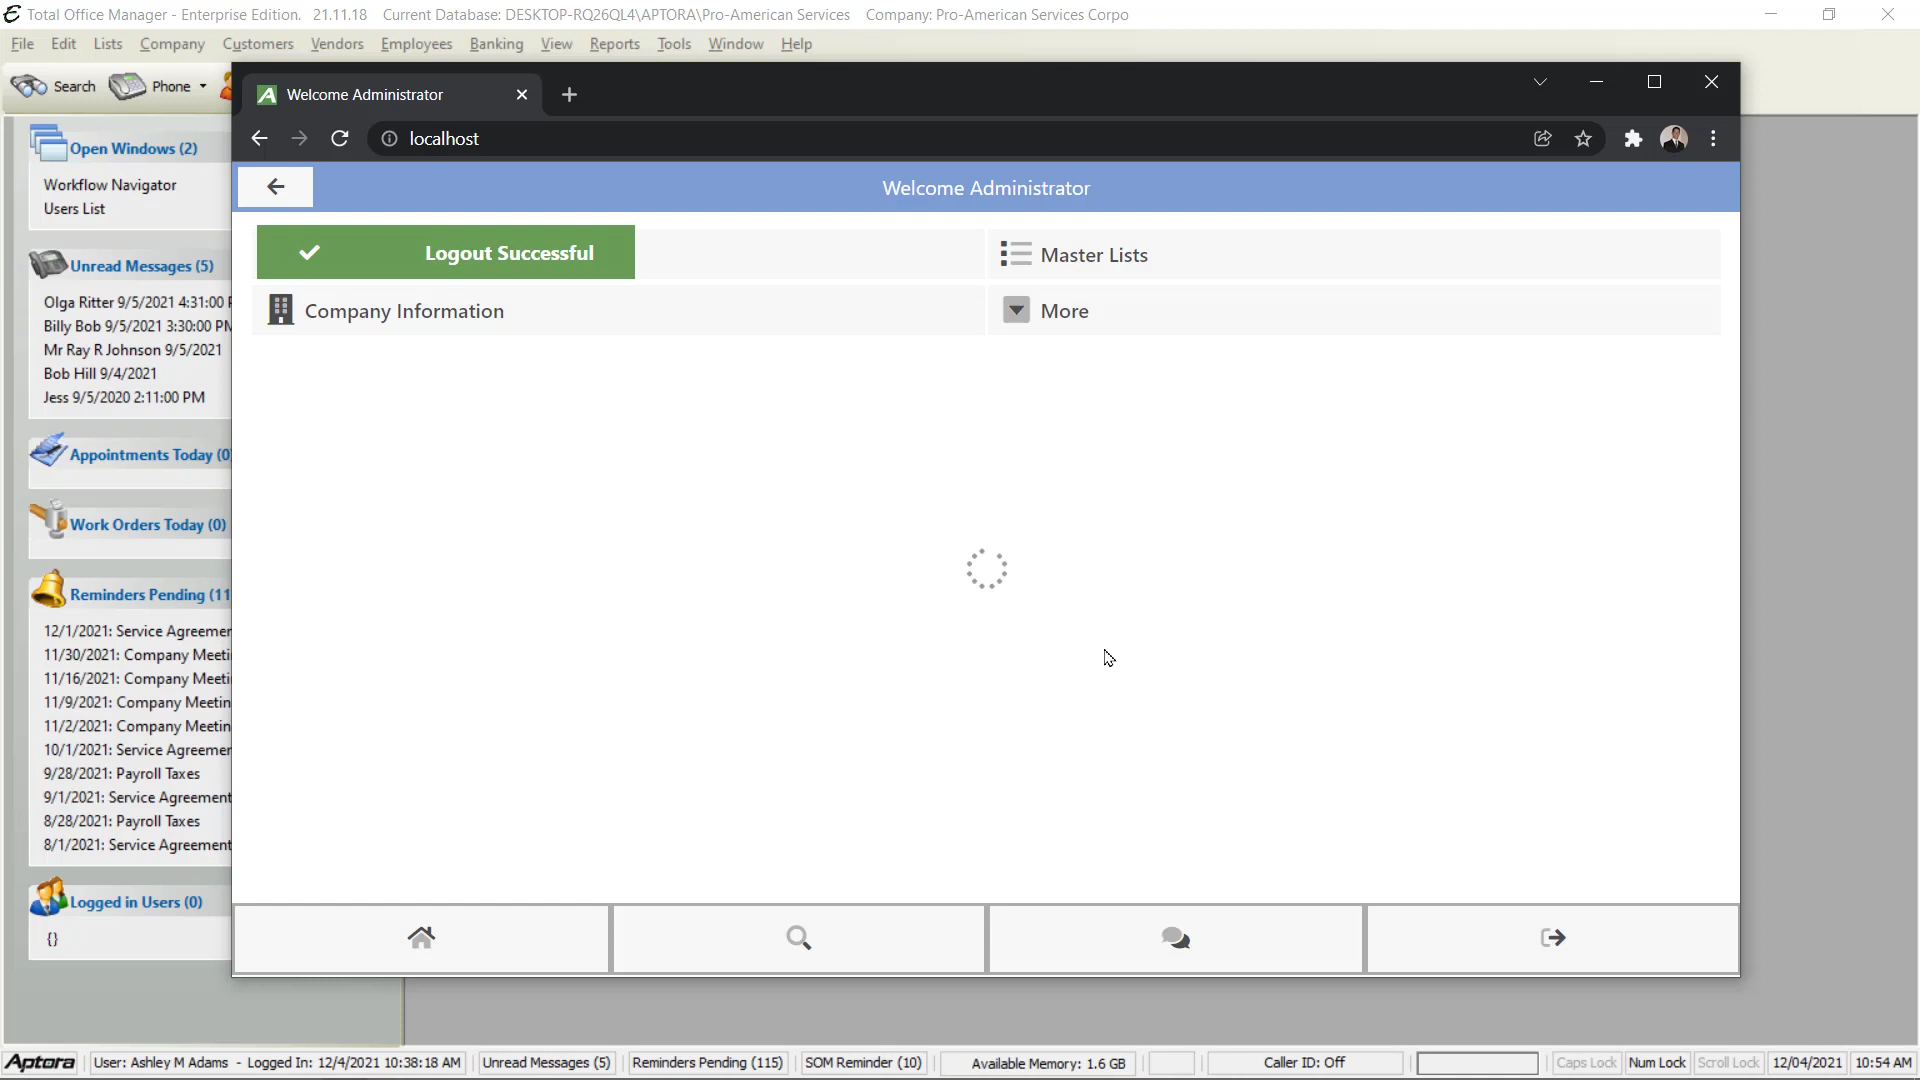 Total Office Manager - Enterprise Edition. 21.11.18 Current Database: DESKTOP-RQ26QL4\APTORA\Pro-American Services Company: Pro-American Services Corpo
File Edit Lists Company Customers Vendors Employees Banking View Reports Tools Window Help
Search Phone
Welcome Administrator
localhost
Welcome Administrator
Logout Successful
Master Lists
Company Information
More
Open Windows (2)
Workflow Navigator
Users List
Unread Messages (5)
Olga Ritter 9/5/2021 4:31:00
Billy Bob 9/5/2021 3:30:00 PM
Mr Ray R Johnson 9/5/2021
Bob Hill 9/4/2021
Jess 9/5/2020 2:11:00 PM
Appointments Today (0
Work Orders Today (0)
Reminders Pending (11
12/1/2021: Service Agreemer
11/30/2021: Company Meeti
11/16/2021: Company Meeti
11/9/2021: Company Meetin
11/2/2021: Company Meetin
10/1/2021: Service Agreemer
9/28/2021: Payroll Taxes
9/1/2021: Service Agreement
8/28/2021: Payroll Taxes
8/1/2021: Service Agreement
Logged in Users (0)
{}
Aptora User: Ashley M Adams - Logged In: 12/4/2021 10:38:18 AM Unread Messages (5) Reminders Pending (115) SOM Reminder (10) Available Memory: 1.6 GB Caller ID: Off Caps Lock Num Lock Scroll Lock 12/04/2021 10:54 AM